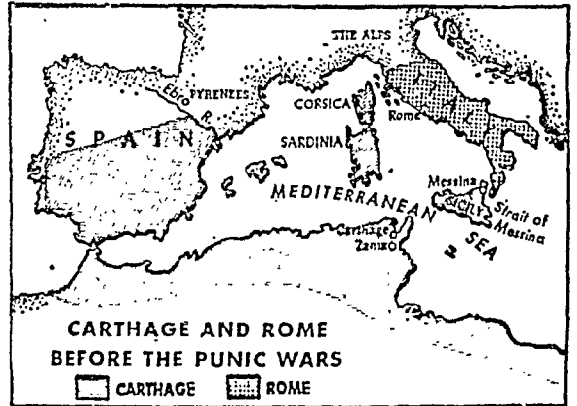 THE ALPS
PYRENEES
Ebro R.
CORSICA
ITALY
Rome
SPAIN
SARDINIA
MEDITERRANEAN SEA
Messina
SICILY
Strait of Messina
Carthage
Zama
CARTHAGE AND ROME
BEFORE THE PUNIC WARS
CARTHAGE
ROME